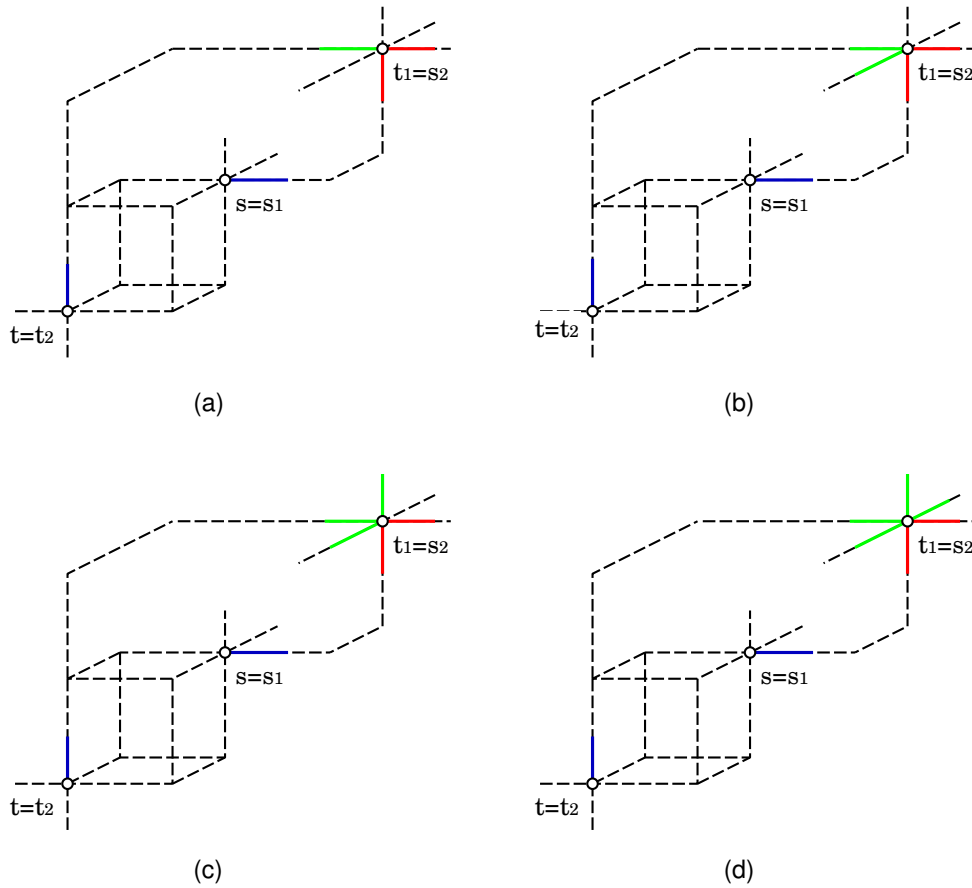 t1=s2
s=s1
t=t2
(a)
t1=s2
s=s1
t=t2
(b)
t1=s2
s=s1
t=t2
(c)
t1=s2
s=s1
t=t2
(d)